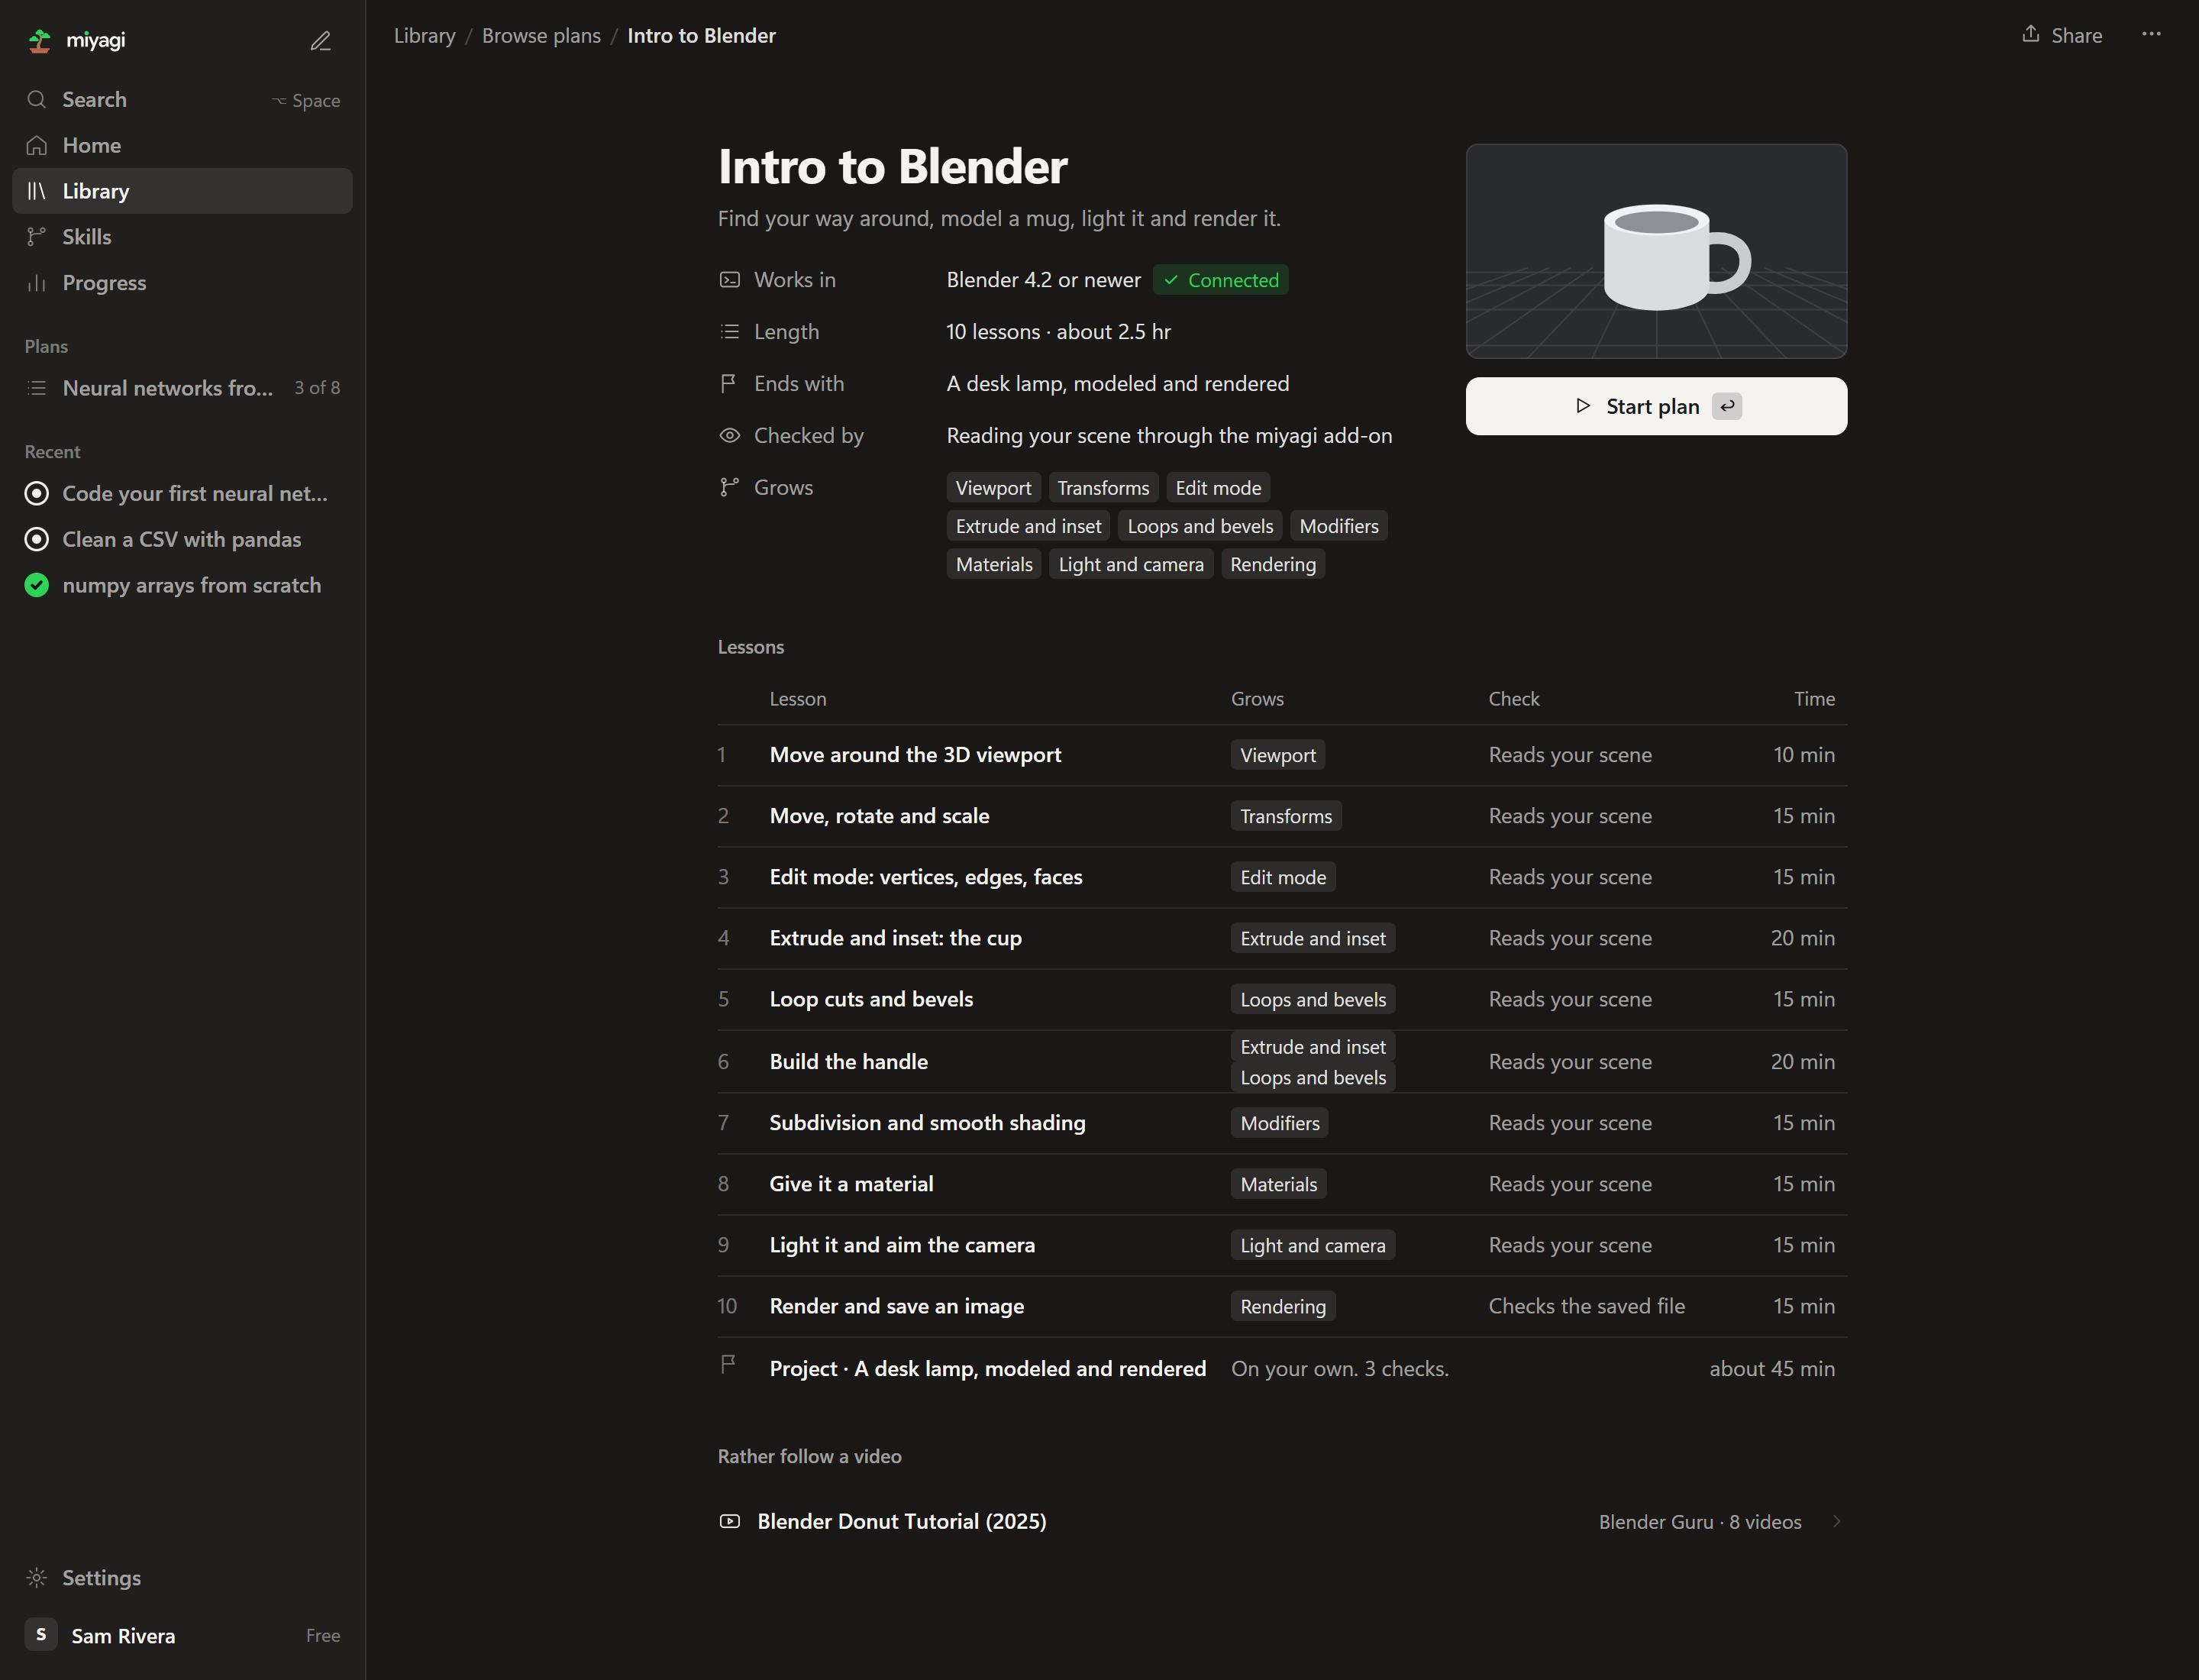 miyagi
Search ⌥ Space
Home
Library
Skills
Progress
Plans
Neural networks fro... 3 of 8
Recent
Code your first neural net...
Clean a CSV with pandas
numpy arrays from scratch
Settings
S Sam Rivera Free
Library / Browse plans / Intro to Blender
Share
Intro to Blender
Find your way around, model a mug, light it and render it.
Works in Blender 4.2 or newer Connected
Length 10 lessons · about 2.5 hr
Ends with A desk lamp, modeled and rendered
Checked by Reading your scene through the miyagi add-on
Grows Viewport Transforms Edit mode
Extrude and inset Loops and bevels Modifiers
Materials Light and camera Rendering
Start plan
Lessons
Lesson Grows Check Time
1 Move around the 3D viewport Viewport Reads your scene 10 min
2 Move, rotate and scale Transforms Reads your scene 15 min
3 Edit mode: vertices, edges, faces Edit mode Reads your scene 15 min
4 Extrude and inset: the cup Extrude and inset Reads your scene 20 min
5 Loop cuts and bevels Loops and bevels Reads your scene 15 min
6 Build the handle Extrude and inset Reads your scene 20 min
Loops and bevels
7 Subdivision and smooth shading Modifiers Reads your scene 15 min
8 Give it a material Materials Reads your scene 15 min
9 Light it and aim the camera Light and camera Reads your scene 15 min
10 Render and save an image Rendering Checks the saved file 15 min
Project · A desk lamp, modeled and rendered On your own. 3 checks. about 45 min
Rather follow a video
Blender Donut Tutorial (2025) Blender Guru · 8 videos